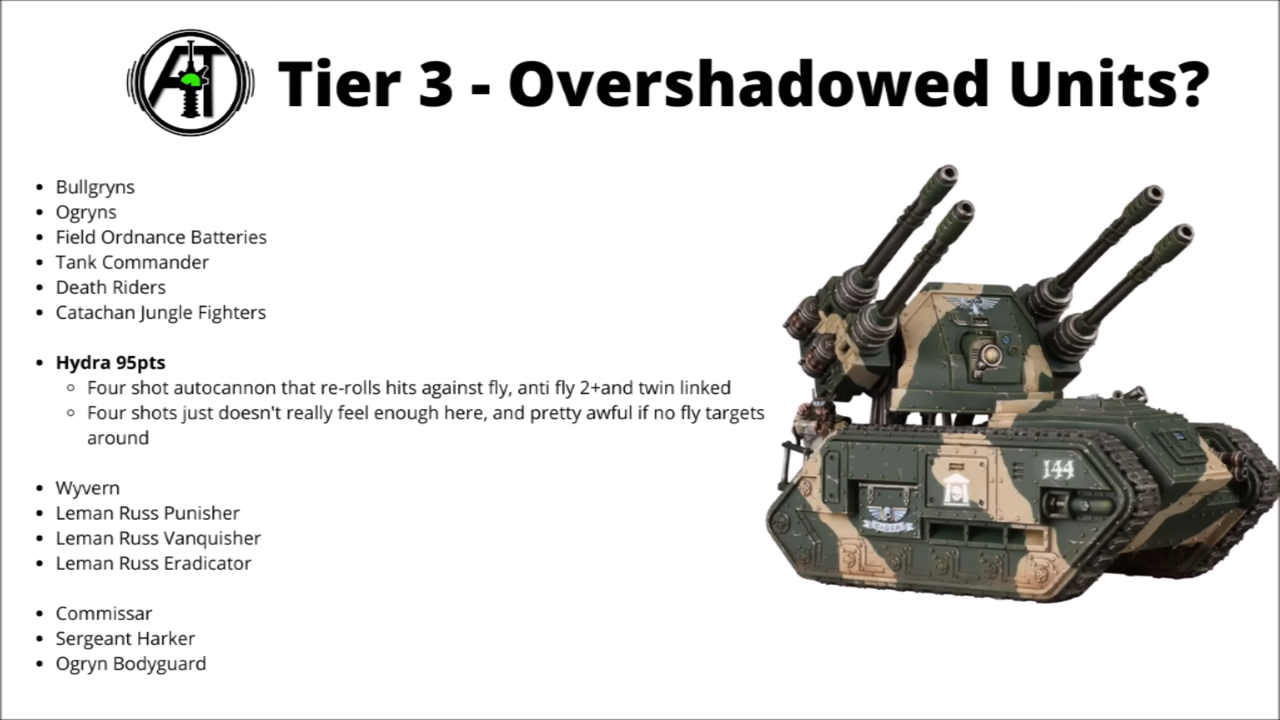 AT
Tier 3 - Overshadowed Units?
Bullgryns
Ogryns
Field Ordnance Batteries
Tank Commander
Death Riders
Catachan Jungle Fighters
Hydra 95pts
Four shot autocannon that re-rolls hits against fly, anti fly 2+and twin linked
Four shots just doesn't really feel enough here, and pretty awful if no fly targets
around
144
Wyvern
Leman Russ Punisher
Leman Russ Vanquisher
Leman Russ Eradicator
Commissar
Sergeant Harker
Ogryn Bodyguard